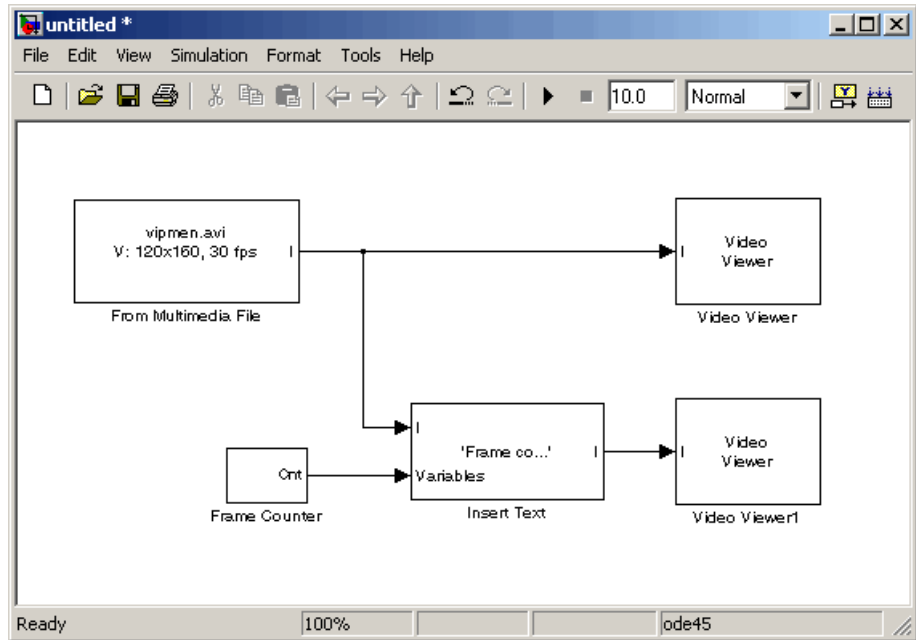 untitled *
File Edit View Simulation Format Tools Help
10.0 Normal
vipmen.avi
V: 120x160, 30 fps I
From Multimedia File
I Video
Viewer
Video Viewer
I
'Frame co...' I
Variables
Insert Text
Cnt
Frame Counter
I Video
Viewer
Video Viewer1
Ready 100% ode45